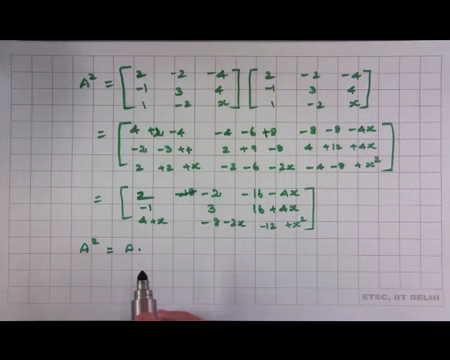 A² = [ 2 -2 -4 ] [ 2 -2 -4 ]
-1 3 4 -1 3 4
1 -2 x 1 -2 x
= [ 4 +2 -4 -4 -6 +8 -8 -8 -4x ]
-2 -3 +4 2 +9 -8 4 +12 +4x
2 +2 +x -2 -6 -2x -4 -8 + x²
= [ 2 -2 -16 -4x ]
-1 3 16 +4x
4+x -8 -2x -12 +x²
A² = A.
ETSC, IIT DELHI